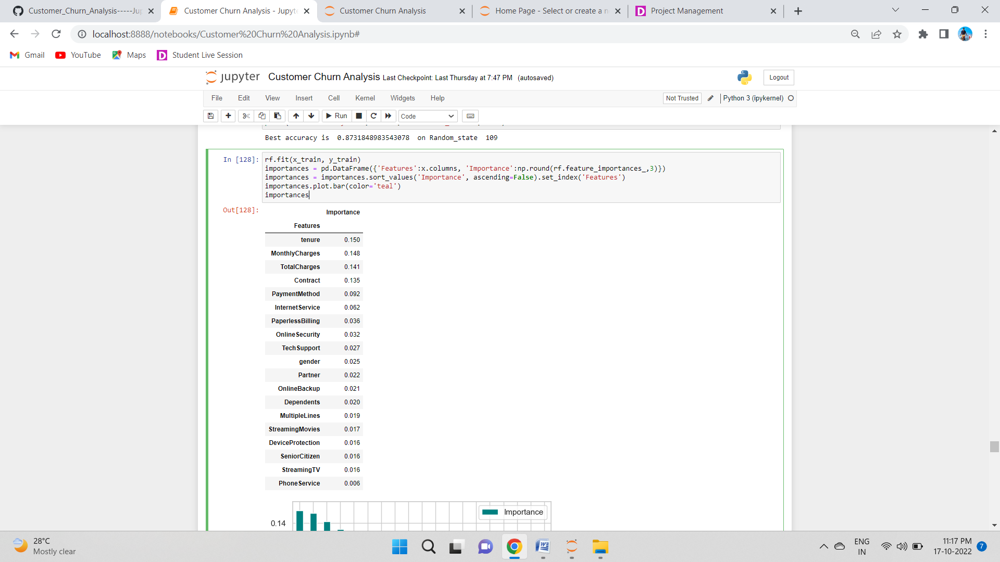 Customer_Churn_Analysis-----Ju
Customer Churn Analysis - Jupyt
Customer Churn Analysis
Home Page - Select or create a n
Project Management
localhost:8888/notebooks/Customer%20Churn%20Analysis.ipynb#
Gmail
YouTube
Maps
Student Live Session
jupyter
Customer Churn Analysis Last Checkpoint: Last Thursday at 7:47 PM (autosaved)
Logout
File Edit View Insert Cell Kernel Widgets Help
Not Trusted
Python 3 (ipykernel)
Run
Code
Best accuracy is 0.8731848983543078 on Random_state 109
In [128]:
rf.fit(x_train, y_train)
importances = pd.DataFrame({'Features':x.columns, 'Importance':np.round(rf.feature_importances_,3)})
importances = importances.sort_values('Importance', ascending=False).set_index('Features')
importances.plot.bar(color='teal')
importances
Out[128]:
Importance
Features
tenure 0.150
MonthlyCharges 0.148
TotalCharges 0.141
Contract 0.135
PaymentMethod 0.092
InternetService 0.062
PaperlessBilling 0.036
OnlineSecurity 0.032
TechSupport 0.027
gender 0.025
Partner 0.022
OnlineBackup 0.021
Dependents 0.020
MultipleLines 0.019
StreamingMovies 0.017
DeviceProtection 0.016
SeniorCitizen 0.016
StreamingTV 0.016
PhoneService 0.006
Importance
0.14
28°C
Mostly clear
ENG
IN
11:17 PM
17-10-2022
7